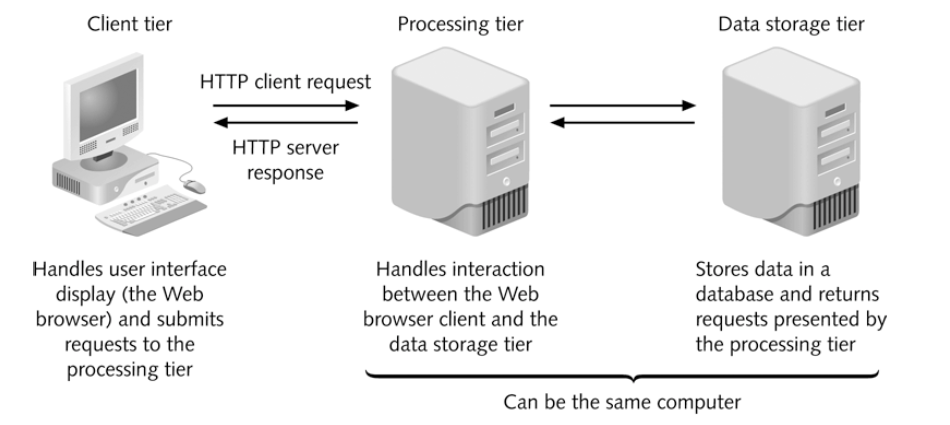 Client tier
Processing tier
Data storage tier
HTTP client request
HTTP server
response
Handles user interface
display (the Web
browser) and submits
requests to the
processing tier
Handles interaction
between the Web
browser client and the
data storage tier
Stores data in a
database and returns
requests presented by
the processing tier
Can be the same computer